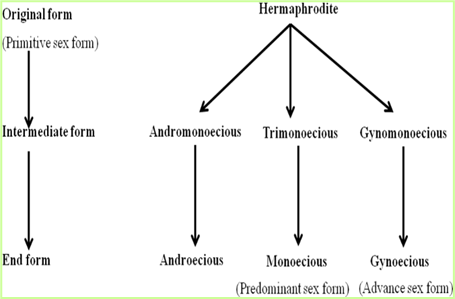 Original form Hermaphrodite
(Primitive sex form)
Intermediate form Andromonoecious Trimonoecious Gynomonoecious
End form Androecious Monoecious Gynoecious
(Predominant sex form) (Advance sex form)